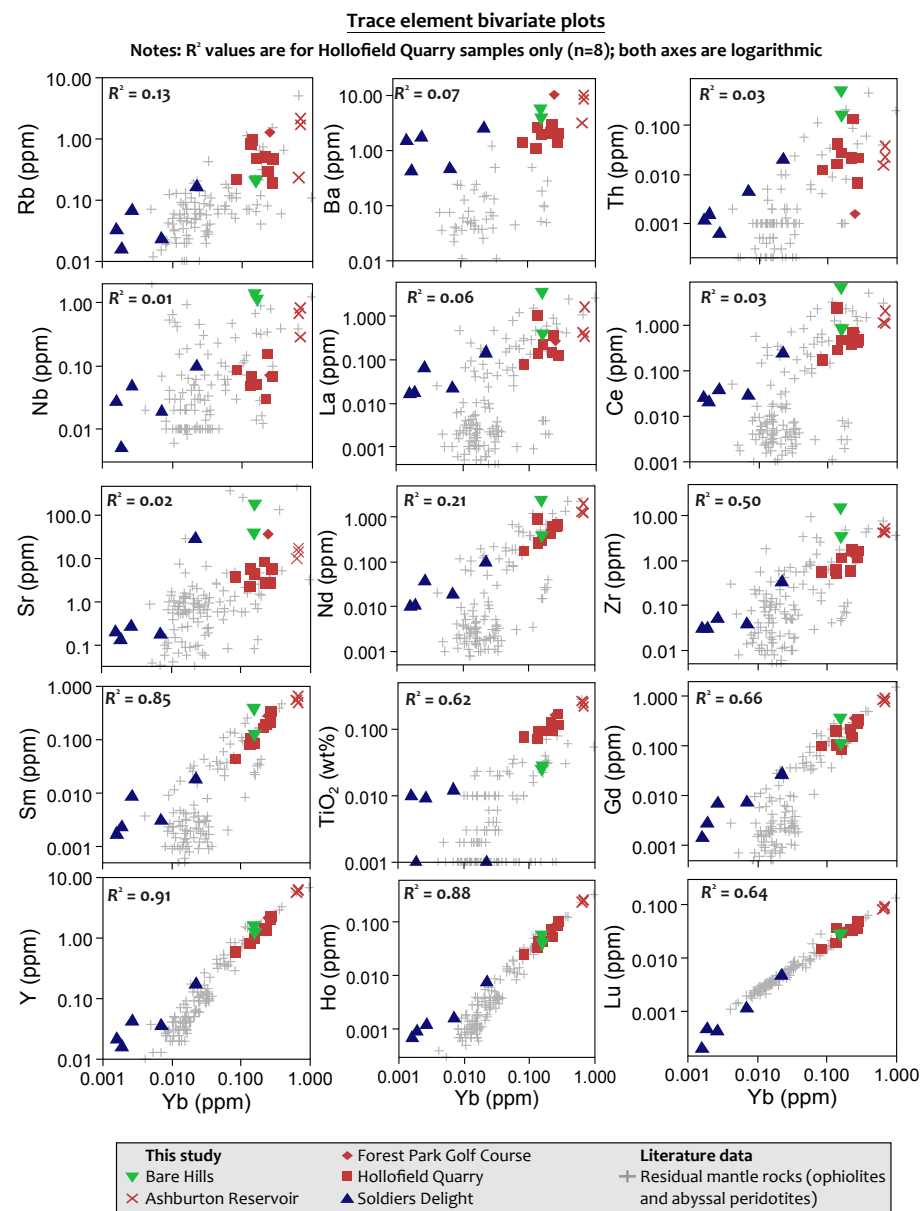 Trace element bivariate plots
Notes: R² values are for Hollofield Quarry samples only (n=8); both axes are logarithmic
R² = 0.13
10.00
1.00
0.10
0.01
Rb (ppm)
R² = 0.07
10.00
1.00
0.10
0.01
Ba (ppm)
R² = 0.03
0.100
0.010
0.001
Th (ppm)
R² = 0.01
1.00
0.10
0.01
Nb (ppm)
R² = 0.06
1.000
0.100
0.010
0.001
La (ppm)
R² = 0.03
1.000
0.100
0.010
0.001
Ce (ppm)
R² = 0.02
100.0
10.0
1.0
0.1
Sr (ppm)
R² = 0.21
1.000
0.100
0.010
0.001
Nd (ppm)
R² = 0.50
10.00
1.00
0.10
0.01
Zr (ppm)
R² = 0.85
1.000
0.100
0.010
0.001
Sm (ppm)
R² = 0.62
0.100
0.010
0.001
TiO₂ (wt%)
R² = 0.66
1.000
0.100
0.010
0.001
Gd (ppm)
R² = 0.91
10.00
1.00
0.10
0.01
Y (ppm)
R² = 0.88
0.100
0.010
0.001
Ho (ppm)
R² = 0.64
0.100
0.010
0.001
Lu (ppm)
0.001 0.010 0.100 1.000
Yb (ppm)
0.001 0.010 0.100 1.000
Yb (ppm)
0.001 0.010 0.100 1.000
Yb (ppm)
This study
Bare Hills
Ashburton Reservoir
Forest Park Golf Course
Hollofield Quarry
Soldiers Delight
Literature data
Residual mantle rocks (ophiolites
and abyssal peridotites)